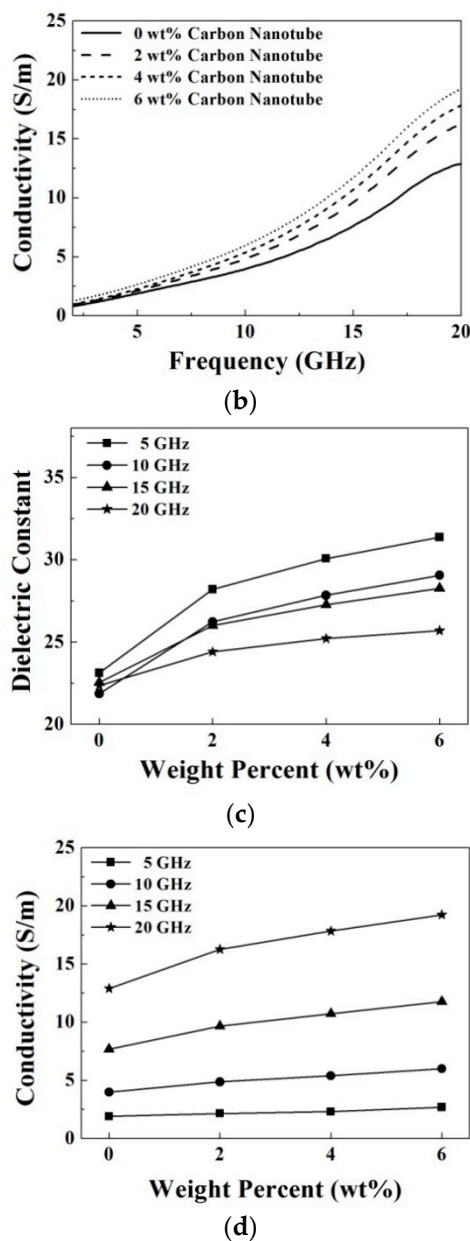 Conductivity (S/m)
25
20
15
10
5
0
0 wt% Carbon Nanotube
2 wt% Carbon Nanotube
4 wt% Carbon Nanotube
6 wt% Carbon Nanotube
5 10 15 20
Frequency (GHz)
(b)
Dielectric Constant
35
30
25
20
5 GHz
10 GHz
15 GHz
20 GHz
0 2 4 6
Weight Percent (wt%)
(c)
Conductivity (S/m)
25
20
15
10
5
0
5 GHz
10 GHz
15 GHz
20 GHz
0 2 4 6
Weight Percent (wt%)
(d)